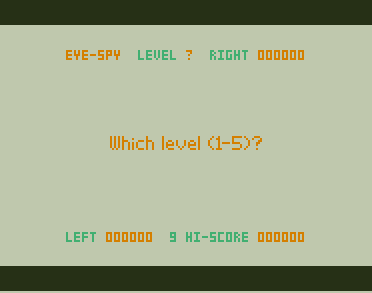 EYE-SPY LEVEL ? RIGHT 000000
Which level (1-5)?
LEFT 000000 9 HI-SCORE 000000